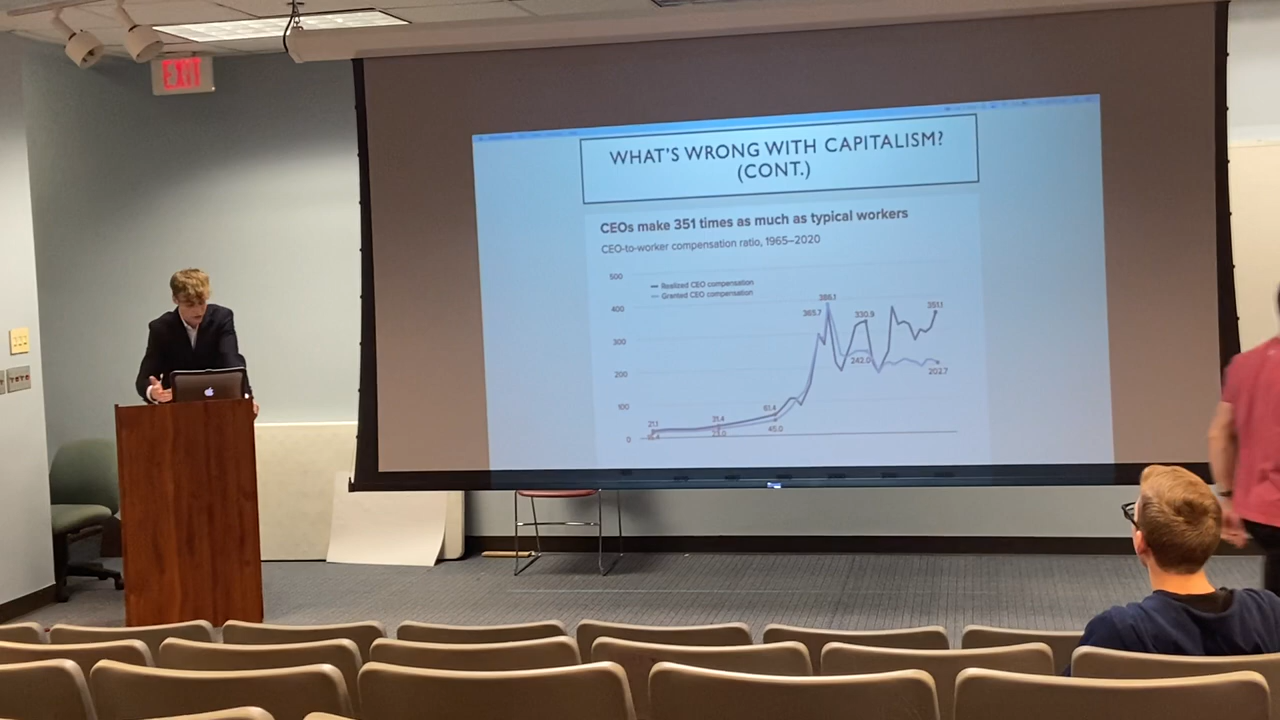 EXIT
WHAT'S WRONG WITH CAPITALISM?
(CONT.)
CEOs make 351 times as much as typical workers
CEO-to-worker compensation ratio, 1965–2020
500
Realized CEO compensation
Granted CEO compensation
400
386.1
365.7
330.9
351.1
300
242.0
200
202.7
100
61.4
45.0
21.1
21.4
0